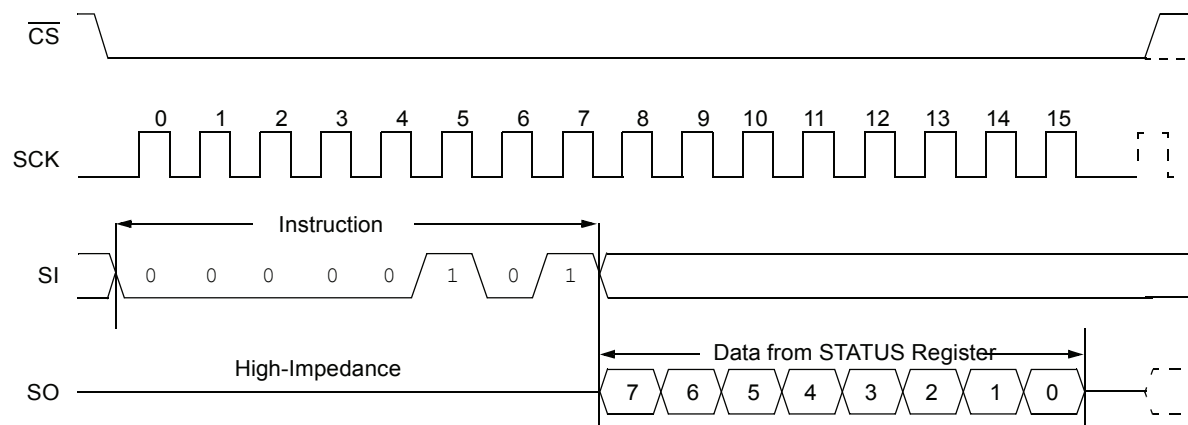 CS
0 1 2 3 4 5 6 7 8 9 10 11 12 13 14 15
SCK
Instruction
SI 0 0 0 0 0 1 0 1
Data from STATUS Register
High-Impedance
SO 7 6 5 4 3 2 1 0